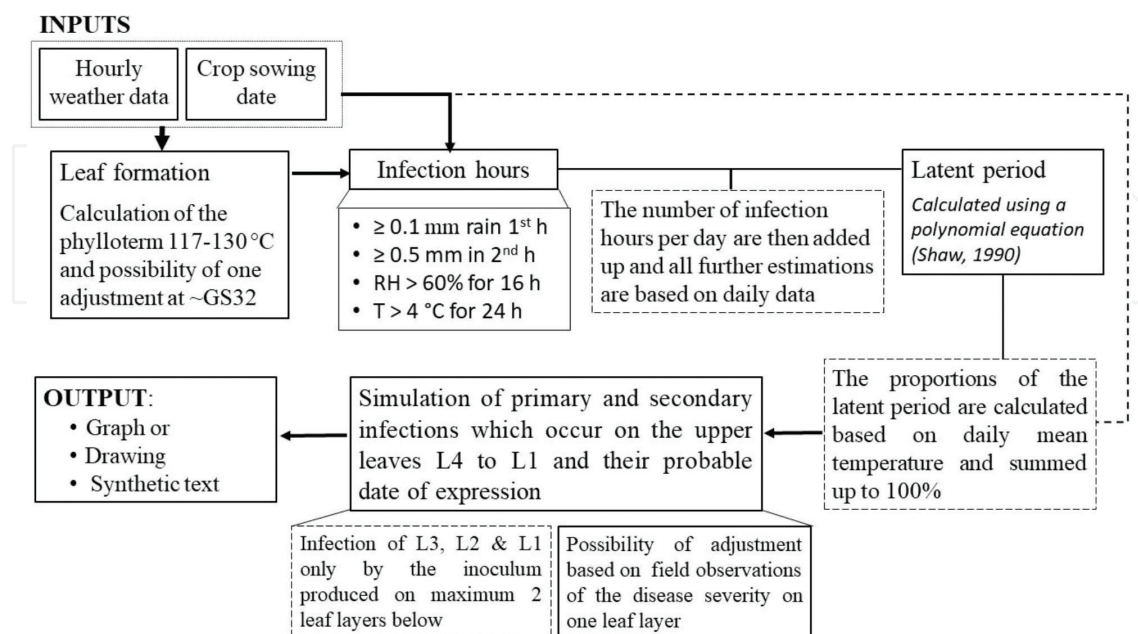 INPUTS
Hourly
weather data
Crop sowing
date
Leaf formation
Calculation of the
phylloterm 117-130 °C
and possibility of one
adjustment at ~GS32
Infection hours
• ≥ 0.1 mm rain 1st h
• ≥ 0.5 mm in 2nd h
• RH > 60% for 16 h
• T > 4 °C for 24 h
The number of infection
hours per day are then added
up and all further estimations
are based on daily data
Latent period
Calculated using a
polynomial equation
(Shaw, 1990)
The proportions of the
latent period are calculated
based on daily mean
temperature and summed
up to 100%
Simulation of primary and secondary
infections which occur on the upper
leaves L4 to L1 and their probable
date of expression
Infection of L3, L2 & L1
only by the inoculum
produced on maximum 2
leaf layers below
Possibility of adjustment
based on field observations
of the disease severity on
one leaf layer
OUTPUT:
• Graph or
• Drawing
• Synthetic text